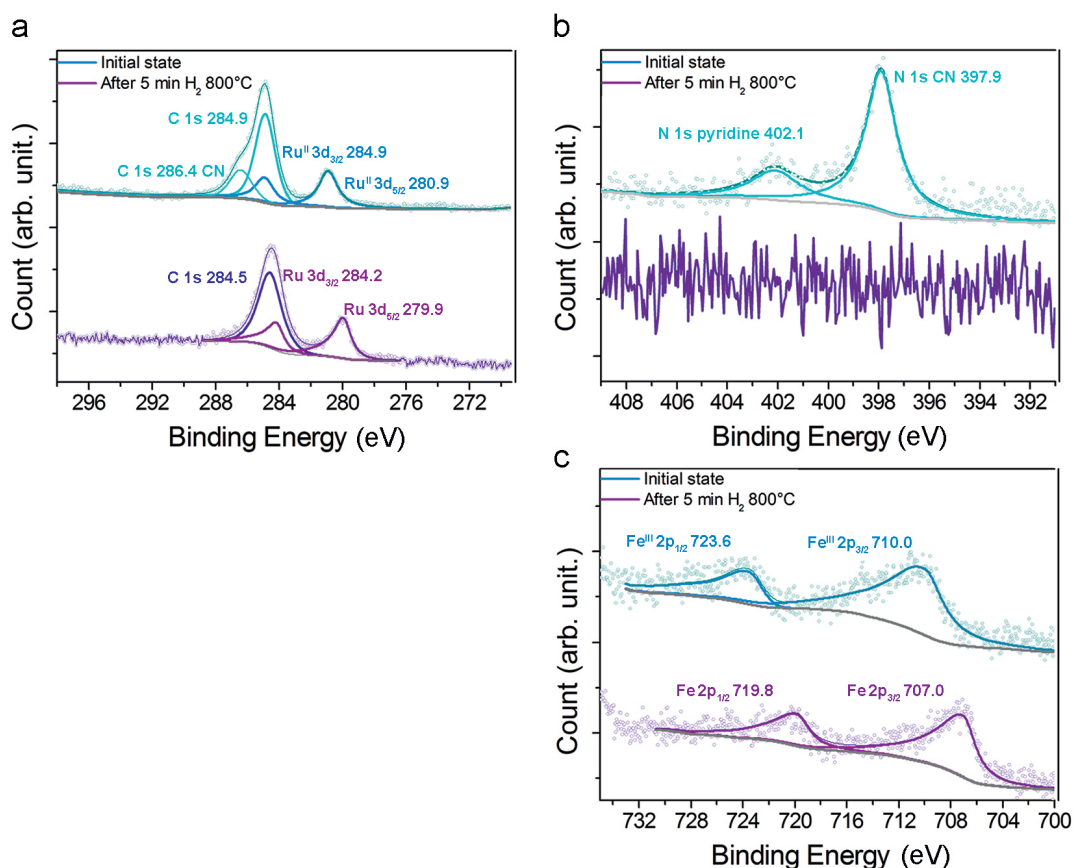 a
Initial state
After 5 min H₂ 800°C
C 1s 284.9
C 1s 286.4 CN
Ruᴵᴵ 3d₃/₂ 284.9
Ruᴵᴵ 3d₅/₂ 280.9
C 1s 284.5
Ru 3d₃/₂ 284.2
Ru 3d₅/₂ 279.9
Count (arb. unit.)
296 292 288 284 280 276 272
Binding Energy (eV)
b
Initial state
After 5 min H₂ 800°C
N 1s CN 397.9
N 1s pyridine 402.1
Count (arb. unit.)
408 406 404 402 400 398 396 394 392
Binding Energy (eV)
c
Initial state
After 5 min H₂ 800°C
Feᴵᴵᴵ 2p₁/₂ 723.6
Feᴵᴵᴵ 2p₃/₂ 710.0
Fe 2p₁/₂ 719.8
Fe 2p₃/₂ 707.0
Count (arb. unit.)
732 728 724 720 716 712 708 704 700
Binding Energy (eV)